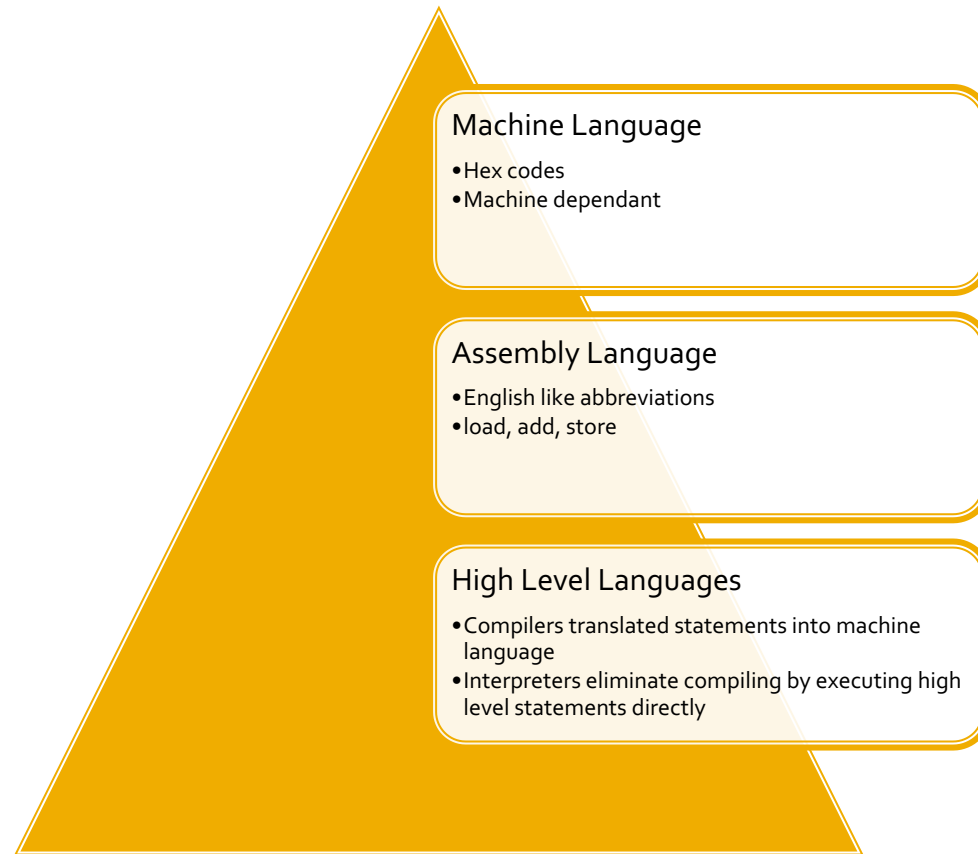 Machine Language
•Hex codes
•Machine dependant
Assembly Language
•English like abbreviations
•load, add, store
High Level Languages
•Compilers translated statements into machine
language
•Interpreters eliminate compiling by executing high
level statements directly